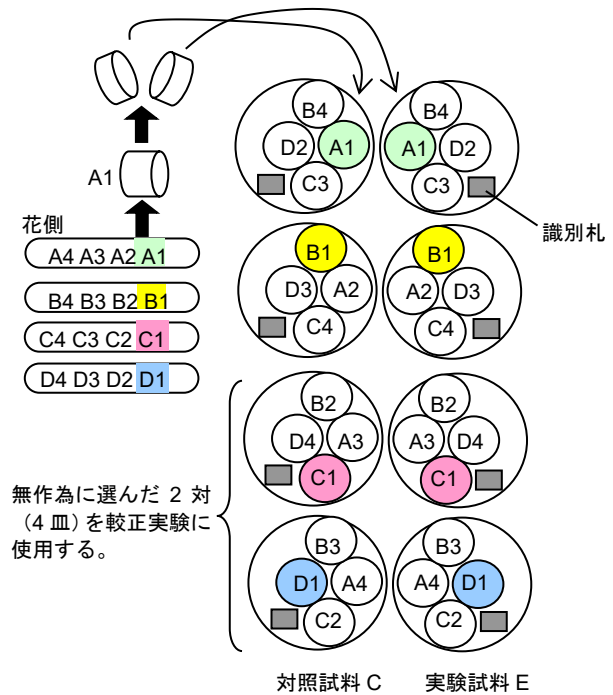 A1
花側
A4 A3 A2 A1
B4 B3 B2 B1
C4 C3 C2 C1
D4 D3 D2 D1
B4
D2 A1
C3
B4
A1 D2
C3
識別札
B1
D3 A2
C4
B1
A2 D3
C4
B2
D4 A3
C1
B2
A3 D4
C1
無作為に選んだ 2 対
（4 皿）を較正実験に
使用する。
B3
D1 A4
C2
B3
A4 D1
C2
対照試料 C 実験試料 E